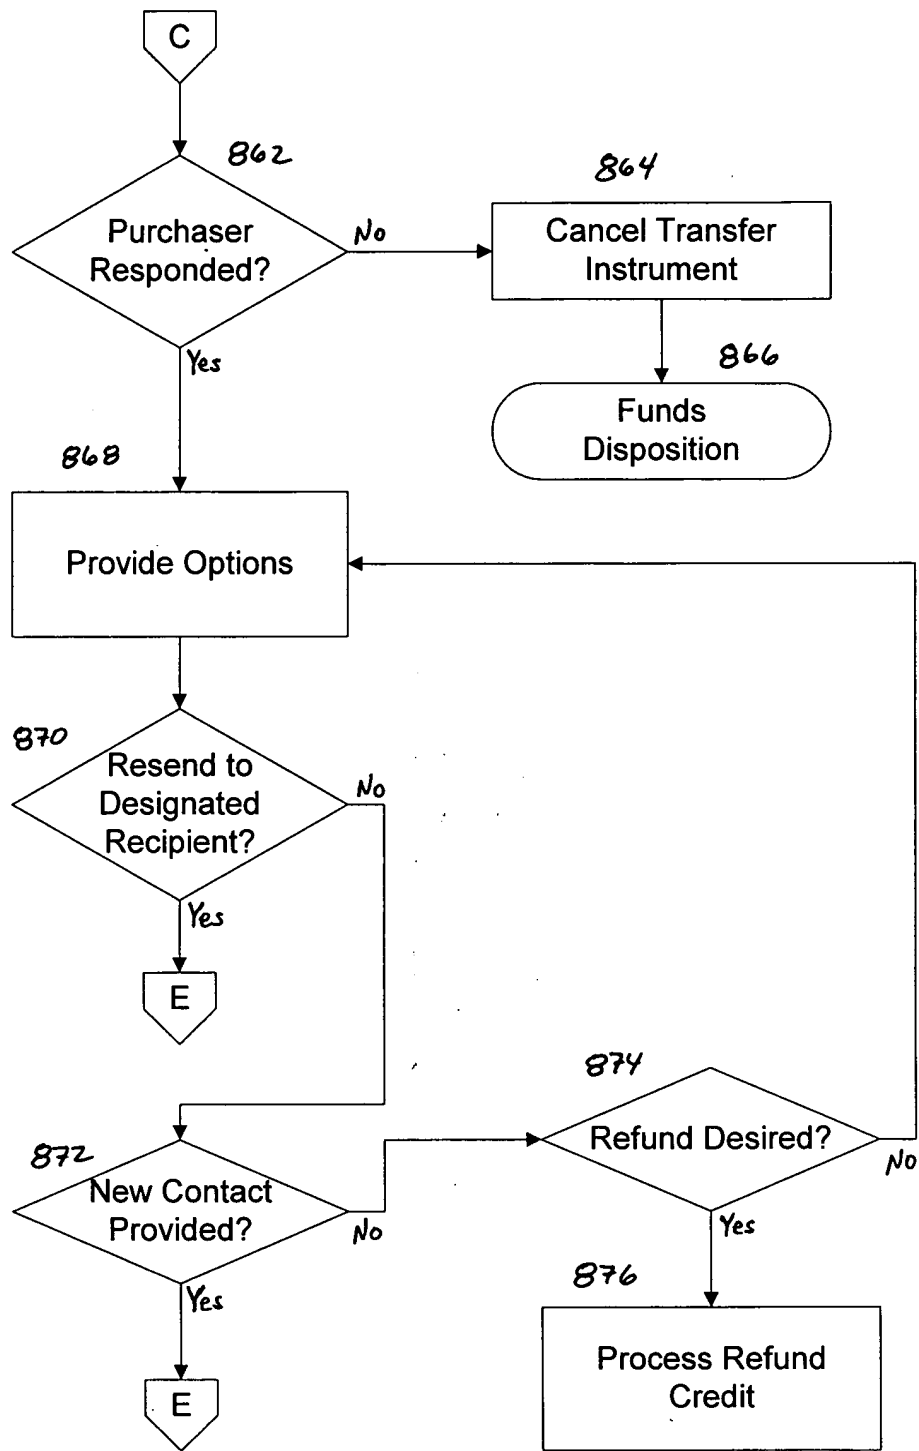 C
862
Purchaser
Responded?
No
Yes
864
Cancel Transfer
Instrument
866
Funds
Disposition
868
Provide Options
870
Resend to
Designated
Recipient?
No
Yes
E
872
New Contact
Provided?
No
Yes
E
874
Refund Desired?
No
Yes
876
Process Refund
Credit